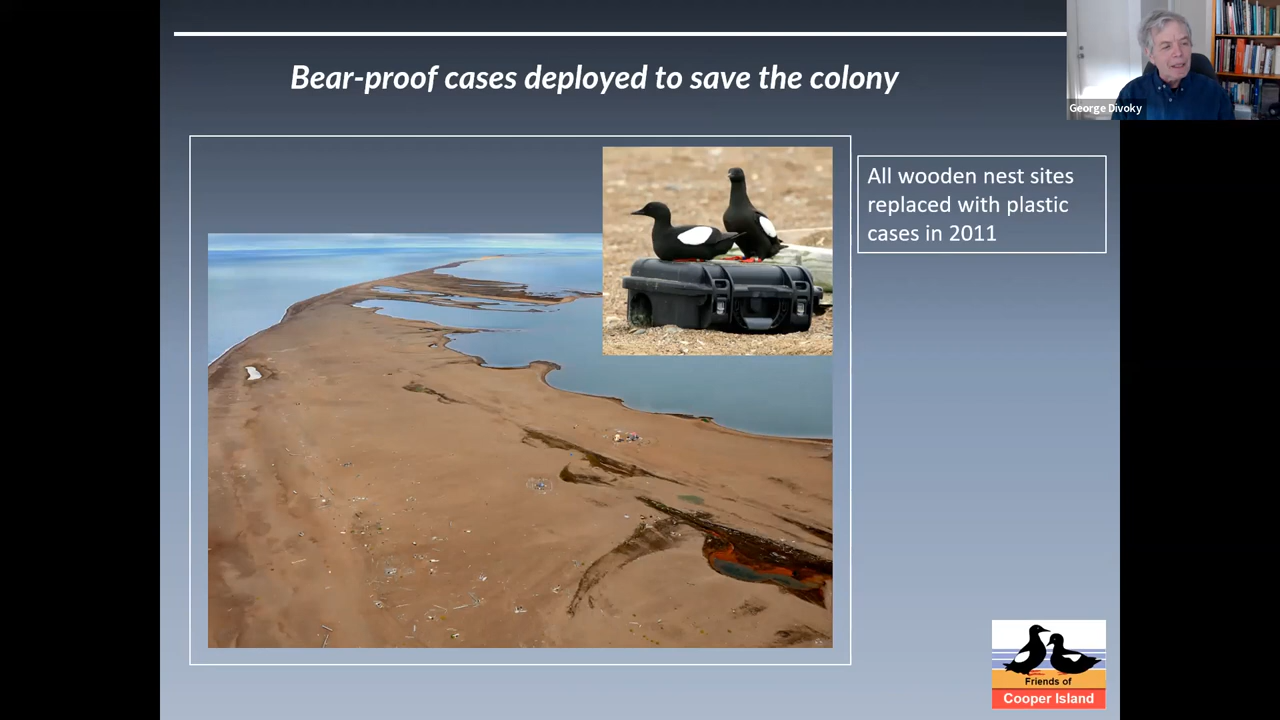 Bear-proof cases deployed to save the colony
George Divoky
All wooden nest sites
replaced with plastic
cases in 2011
Friends of
Cooper Island